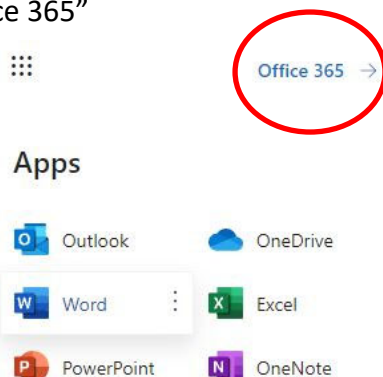 ce 365”
Office 365 →
Apps
Outlook OneDrive
Word Excel
PowerPoint OneNote